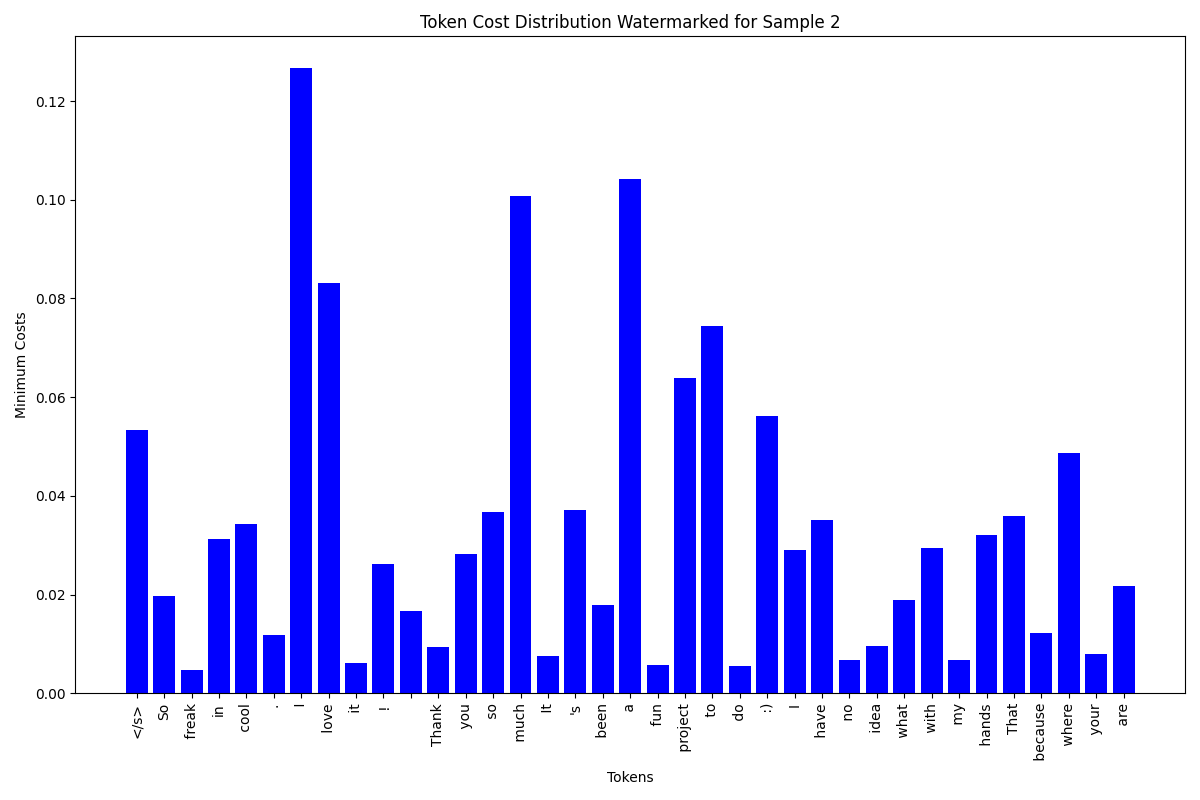 Token Cost Distribution Watermarked for Sample 2
Minimum Costs
0.12
0.10
0.08
0.06
0.04
0.02
0.00
</s>
So
freak
in
cool
.
I
love
it
!
Thank
you
so
much
It
's
been
a
fun
project
to
do
:)
I
have
no
idea
what
with
my
hands
That
because
where
your
are
Tokens